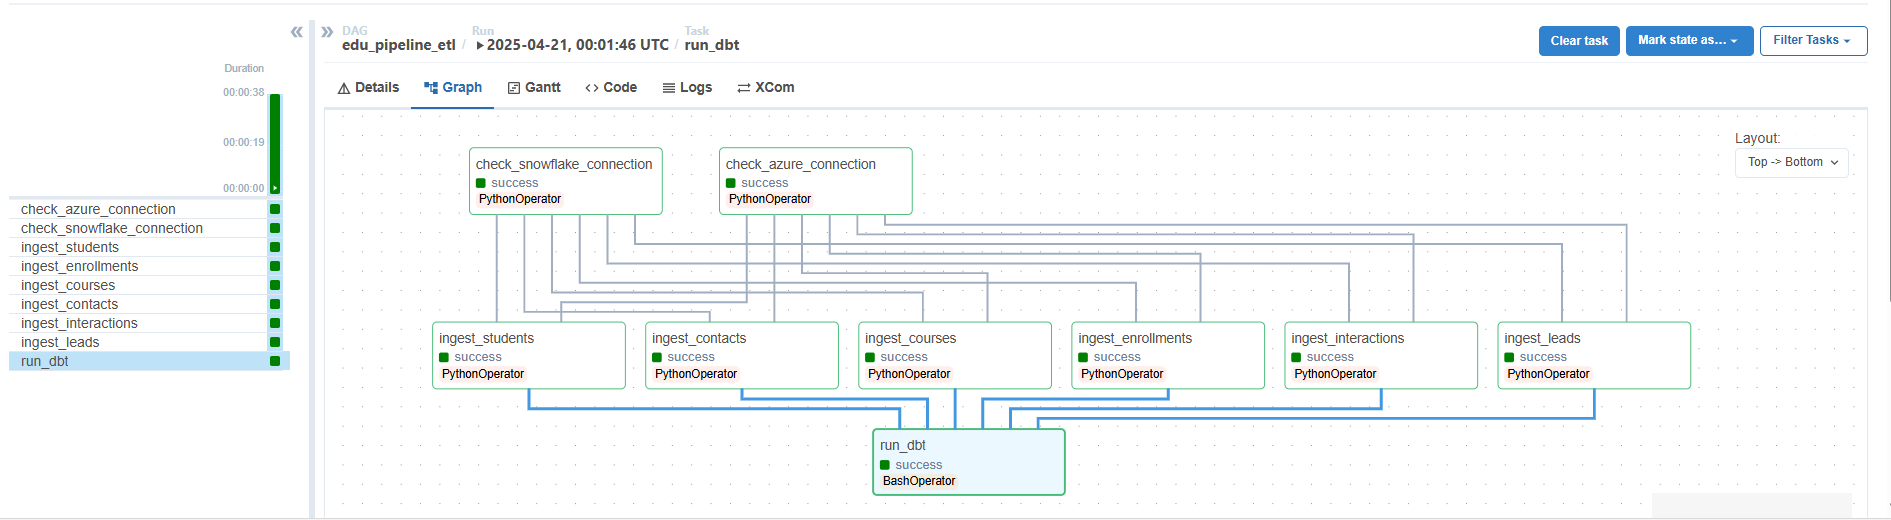 «
»
DAG
edu_pipeline_etl
/
Run
2025-04-21, 00:01:46 UTC
/
Task
run_dbt
Clear task
Mark state as...
Filter Tasks
Details
Graph
Gantt
Code
Logs
XCom
Duration
00:00:38
00:00:19
00:00:00
check_azure_connection
check_snowflake_connection
ingest_students
ingest_enrollments
ingest_courses
ingest_contacts
ingest_interactions
ingest_leads
run_dbt
Layout:
Top -> Bottom
check_snowflake_connection
success
PythonOperator
check_azure_connection
success
PythonOperator
ingest_students
success
PythonOperator
ingest_contacts
success
PythonOperator
ingest_courses
success
PythonOperator
ingest_enrollments
success
PythonOperator
ingest_interactions
success
PythonOperator
ingest_leads
success
PythonOperator
run_dbt
success
BashOperator